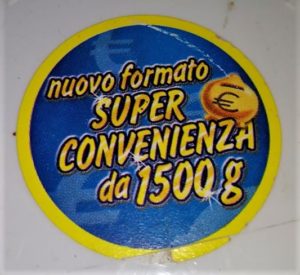 nuovo formato
SUPER
€
CONVENIENZA
da 1500 g